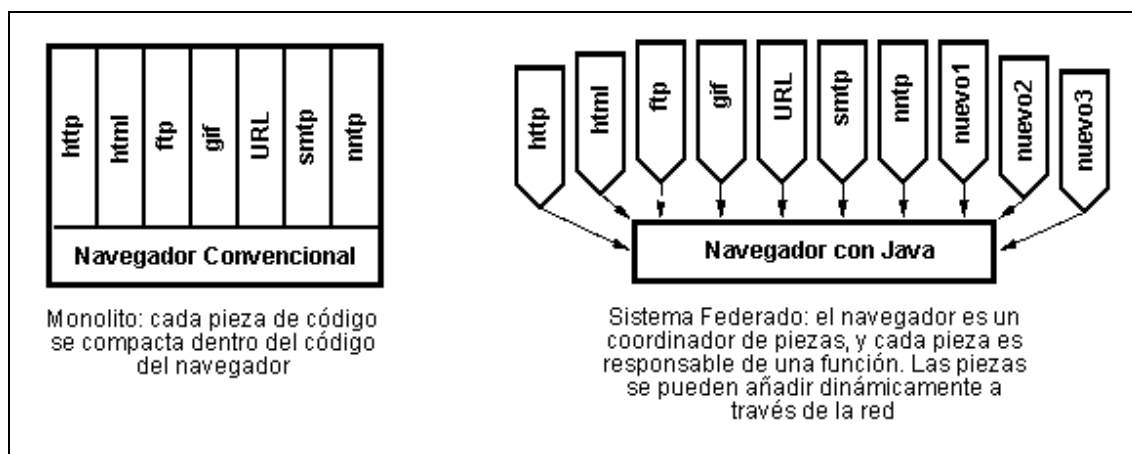 http
html
ftp
gif
URL
smtp
nntp
Navegador Convencional
Monolito: cada pieza de código
se compacta dentro del código
del navegador
http
html
ftp
gif
URL
smtp
nntp
nuevo1
nuevo2
nuevo3
Navegador con Java
Sistema Federado: el navegador es un
coordinador de piezas, y cada pieza es
responsable de una función. Las piezas
se pueden añadir dinámicamente a
través de la red